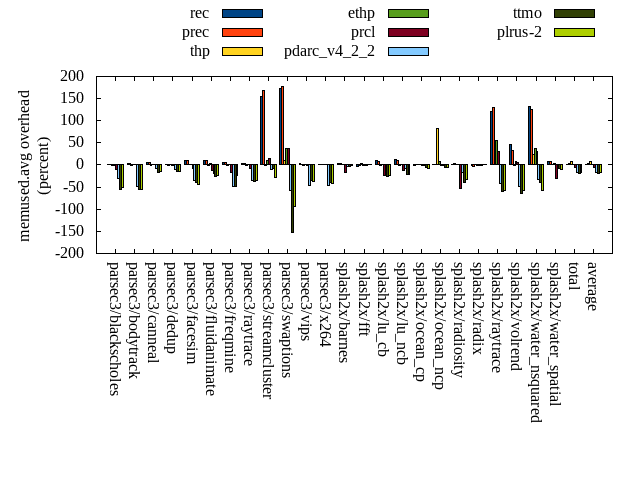 rec ethp ttmo
prec prcl plrus-2
thp pdarc_v4_2_2
memused.avg overhead
(percent)
200
150
100
50
0
-50
-100
-150
-200
parsec3/blackscholes
parsec3/bodytrack
parsec3/canneal
parsec3/dedup
parsec3/facesim
parsec3/fluidanimate
parsec3/freqmine
parsec3/raytrace
parsec3/streamcluster
parsec3/swaptions
parsec3/vips
parsec3/x264
splash2x/barnes
splash2x/fft
splash2x/lu_cb
splash2x/lu_ncb
splash2x/ocean_cp
splash2x/ocean_ncp
splash2x/radiosity
splash2x/radix
splash2x/raytrace
splash2x/volrend
splash2x/water_nsquared
splash2x/water_spatial
total
average